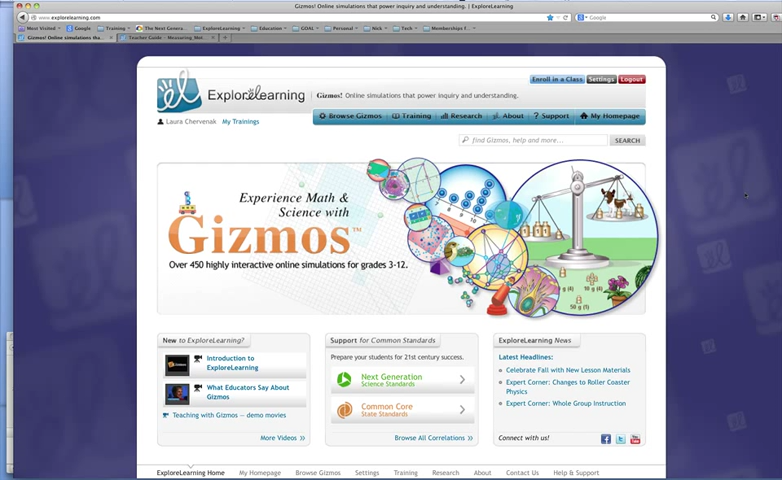 Gizmos! Online simulations that power inquiry and understanding. | ExploreLearning
www.explorelearning.com
Google
Most Visited
Google
Training
The Next Genera...
ExploreLearning
Education
GOAL
Personal
Nick
Tech
Memberships F...
Gizmos! Online simulations tha...
Teacher Guide - Measuring_Mot...
Enroll in a Class
Settings
Logout
el
ExploreLearning
Gizmos! Online simulations that power inquiry and understanding.
Laura Chervenak
My Trainings
Browse Gizmos
Training
Research
About
? Support
My Homepage
find Gizmos, help and more...
SEARCH
Experience Math &
Science with
Gizmos™
Over 450 highly interactive online simulations for grades 3-12.
New to ExploreLearning?
Introduction to
ExploreLearning
What Educators Say About
Gizmos
Teaching with Gizmos — demo movies
More Videos »
Support for Common Standards
Prepare your students for 21st century success.
Next Generation
Science Standards
Common Core
State Standards
Browse All Correlations »
ExploreLearning News
Latest Headlines:
Celebrate Fall with New Lesson Materials
Expert Corner: Changes to Roller Coaster
Physics
Expert Corner: Whole Group Instruction
Connect with us!
ExploreLearning Home
My Homepage
Browse Gizmos
Settings
Training
Research
About
Contact Us
Help & Support